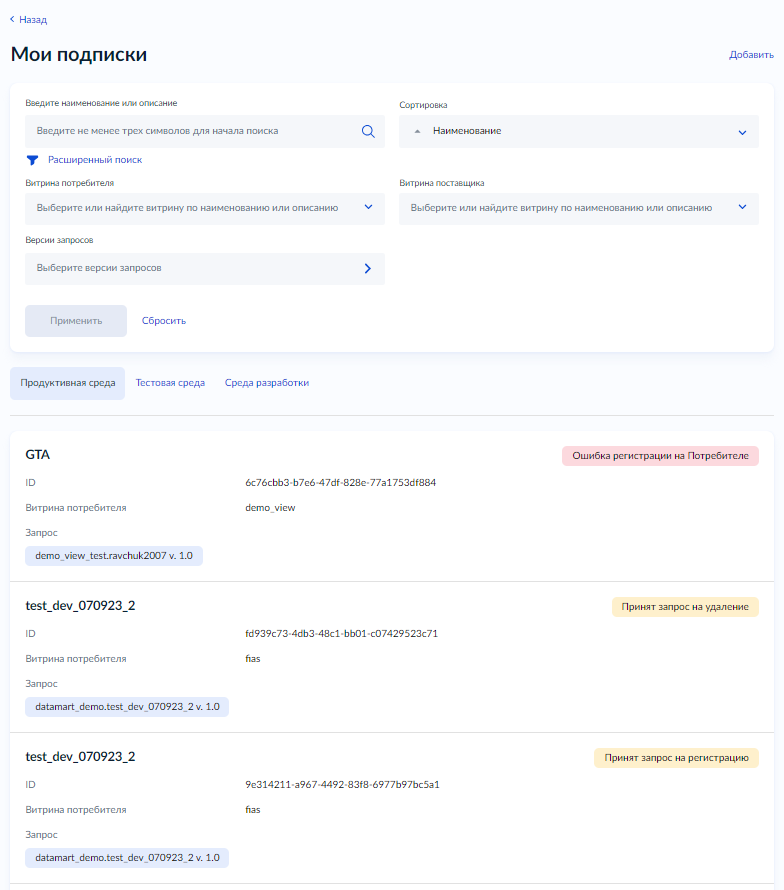 Назад
Мои подписки
Добавить
Введите наименование или описание
Сортировка
Введите не менее трех символов для начала поиска
Наименование
Расширенный поиск
Витрина потребителя
Витрина поставщика
Выберите или найдите витрину по наименованию или описанию
Выберите или найдите витрину по наименованию или описанию
Версии запросов
Выберите версии запросов
Применить
Сбросить
Продуктивная среда
Тестовая среда
Среда разработки
GTA
Ошибка регистрации на Потребителе
ID
6c76cbb3-b7e6-47df-828e-77a1753df884
Витрина потребителя
demo_view
Запрос
demo_view_test.ravchuk2007 v. 1.0
test_dev_070923_2
Принят запрос на удаление
ID
fd939c73-4db3-48c1-bb01-c07429523c71
Витрина потребителя
fias
Запрос
datamart_demo.test_dev_070923_2 v. 1.0
test_dev_070923_2
Принят запрос на регистрацию
ID
9e314211-a967-4492-83f8-6977b97bc5a1
Витрина потребителя
fias
Запрос
datamart_demo.test_dev_070923_2 v. 1.0